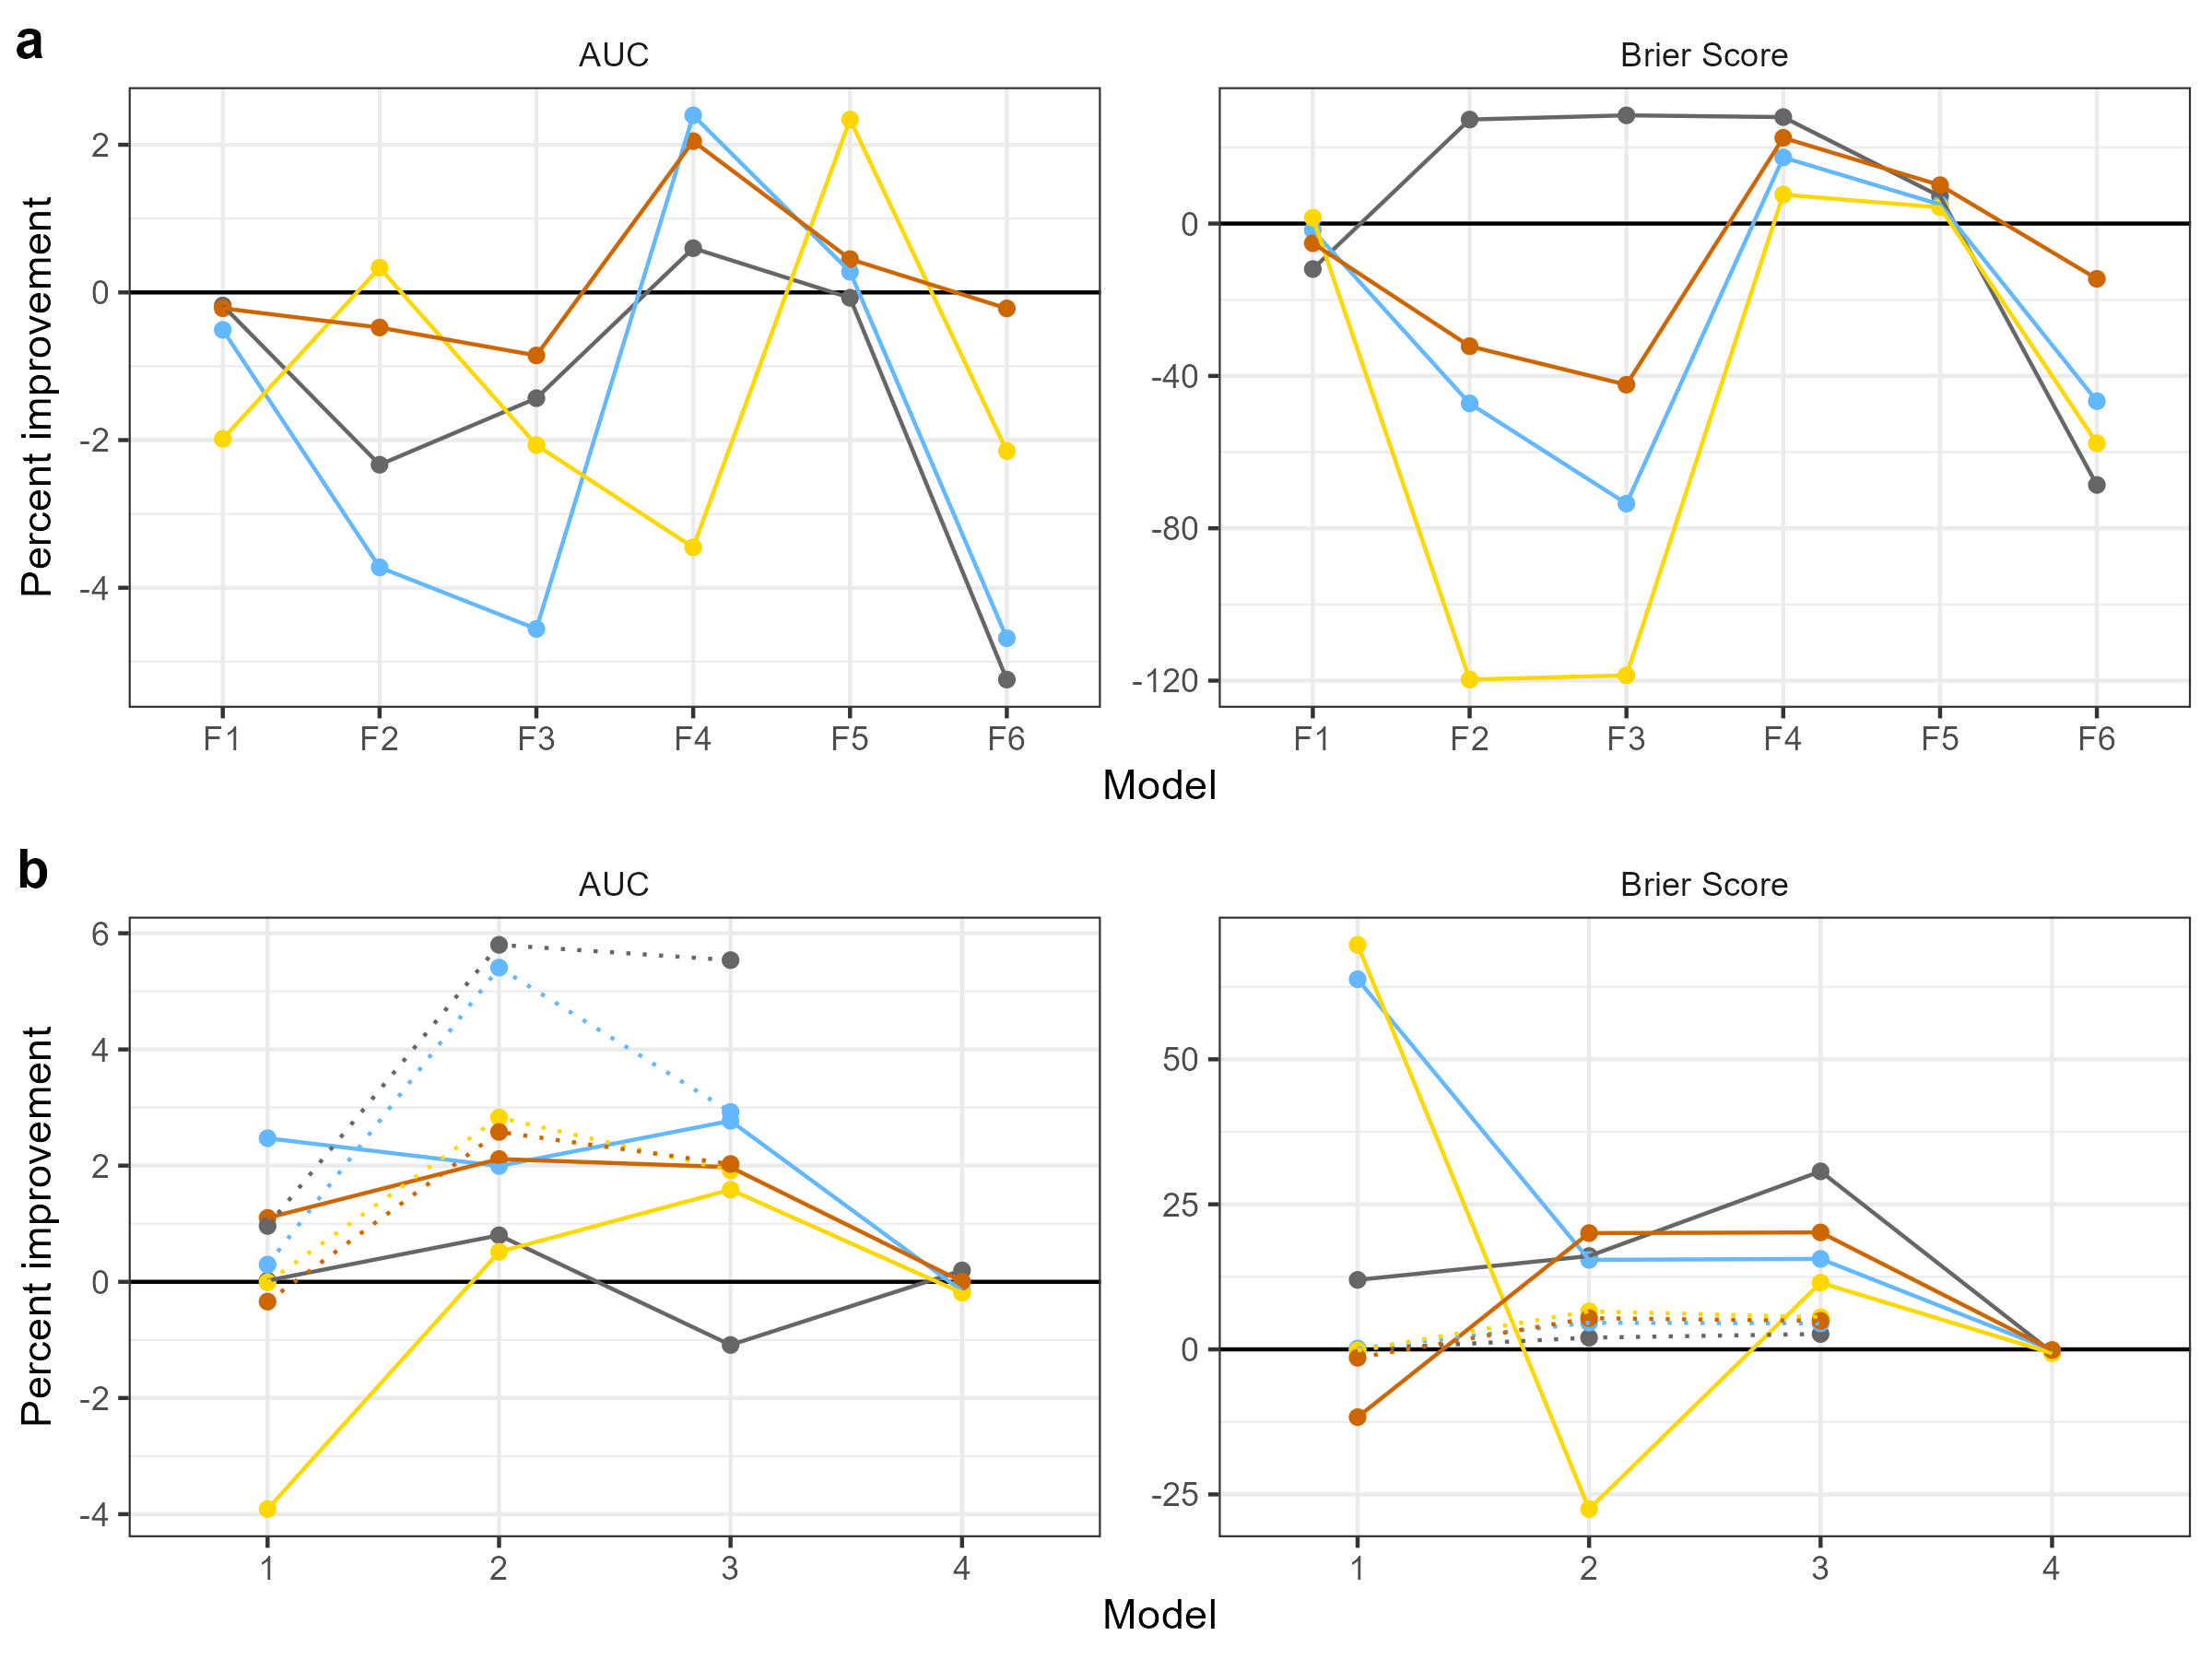 a
AUC
Brier Score
Percent improvement
2
0
-2
-4
F1 F2 F3 F4 F5 F6
0
-40
-80
-120
F1 F2 F3 F4 F5 F6
Model
b
AUC
Brier Score
Percent improvement
6
4
2
0
-2
-4
1 2 3 4
50
25
0
-25
1 2 3 4
Model